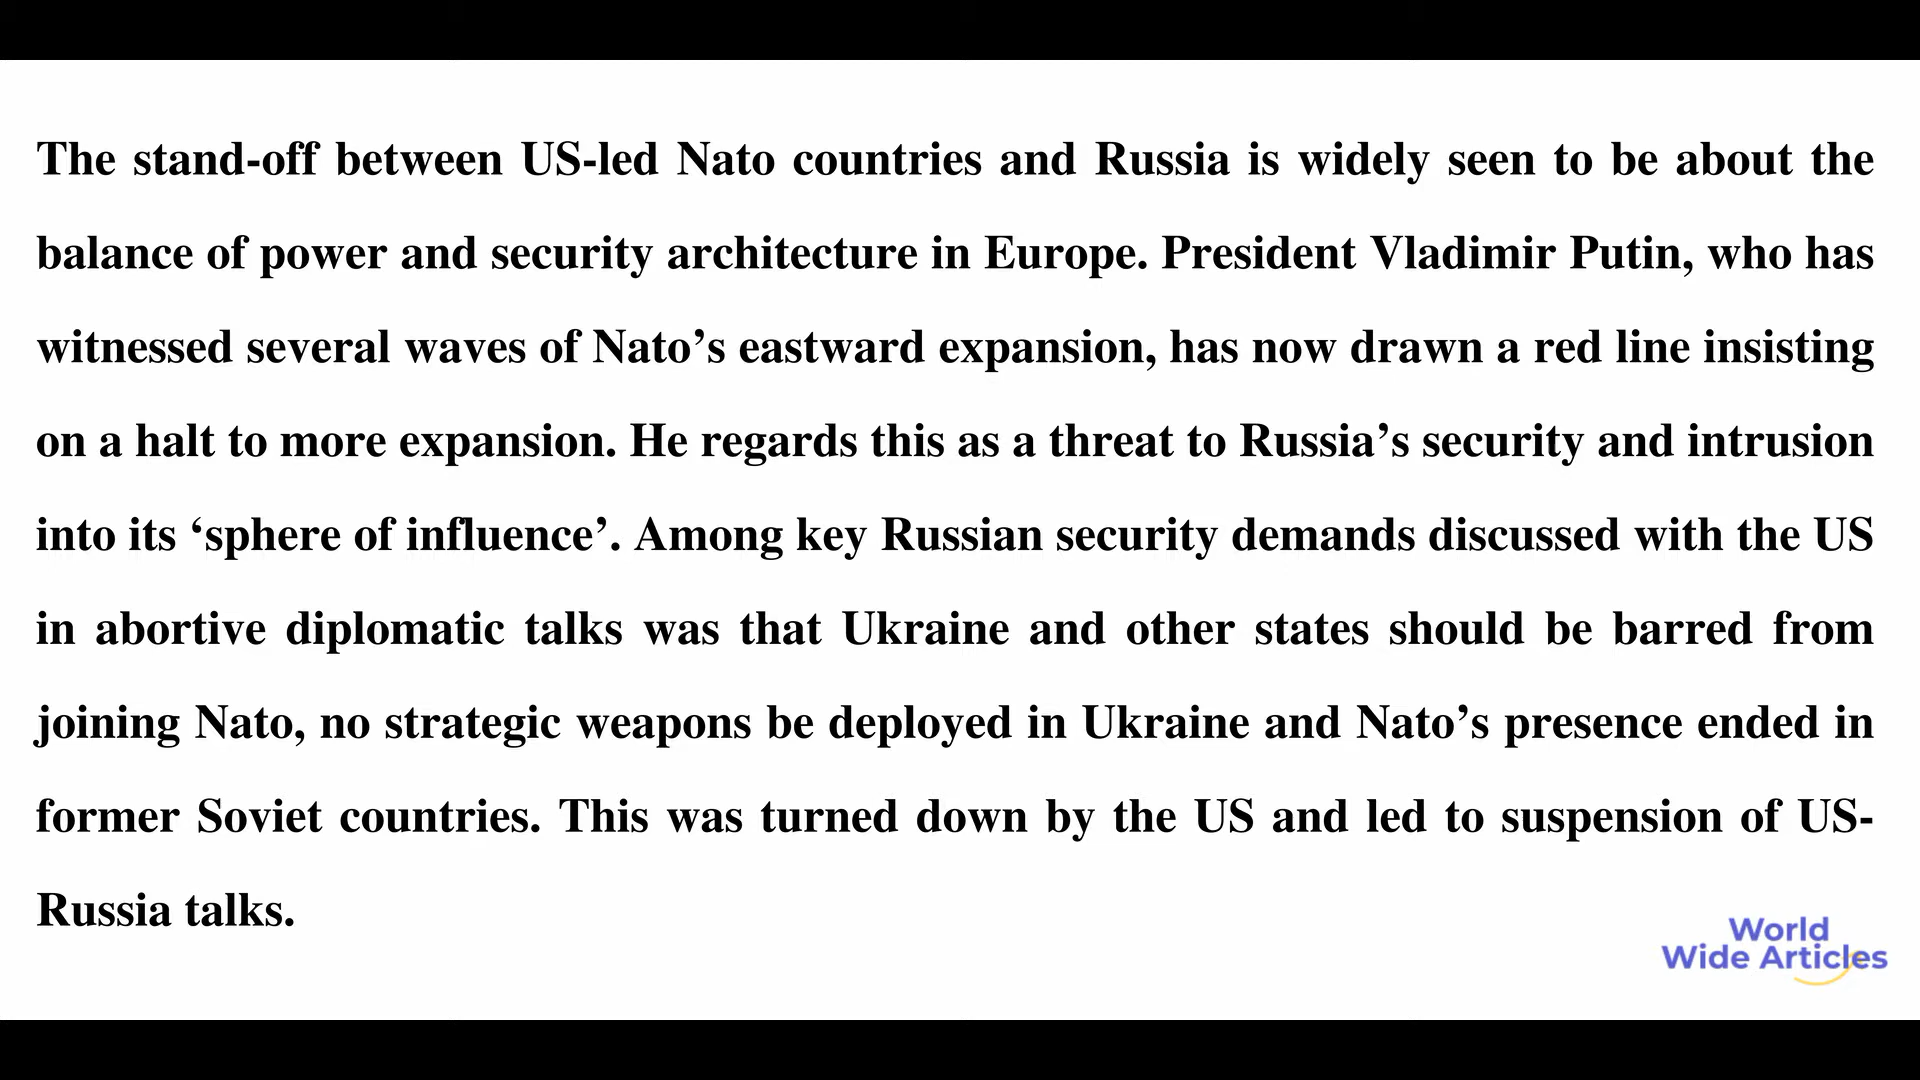 The stand-off between US-led Nato countries and Russia is widely seen to be about the
balance of power and security architecture in Europe. President Vladimir Putin, who has
witnessed several waves of Nato’s eastward expansion, has now drawn a red line insisting
on a halt to more expansion. He regards this as a threat to Russia’s security and intrusion
into its ‘sphere of influence’. Among key Russian security demands discussed with the US
in abortive diplomatic talks was that Ukraine and other states should be barred from
joining Nato, no strategic weapons be deployed in Ukraine and Nato’s presence ended in
former Soviet countries. This was turned down by the US and led to suspension of US-
Russia talks.
World
Wide Articles